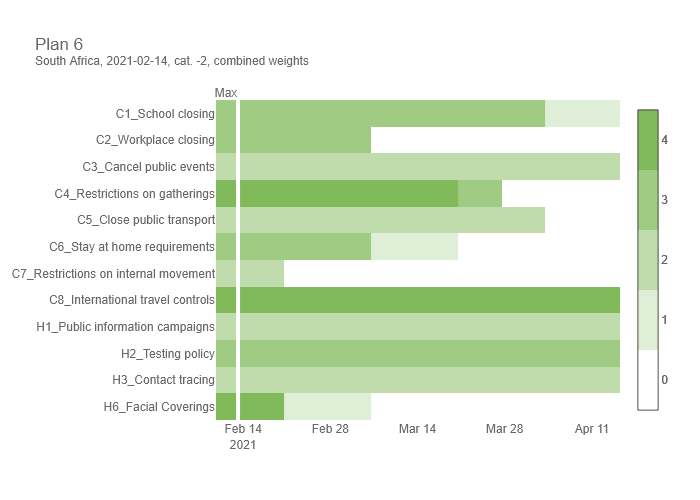 Plan 6
South Africa, 2021-02-14, cat. -2, combined weights
Max
C1_School closing
C2_Workplace closing
C3_Cancel public events
C4_Restrictions on gatherings
C5_Close public transport
C6_Stay at home requirements
C7_Restrictions on internal movement
C8_International travel controls
H1_Public information campaigns
H2_Testing policy
H3_Contact tracing
H6_Facial Coverings
Feb 14 Feb 28 Mar 14 Mar 28 Apr 11
2021
4
3
2
1
0